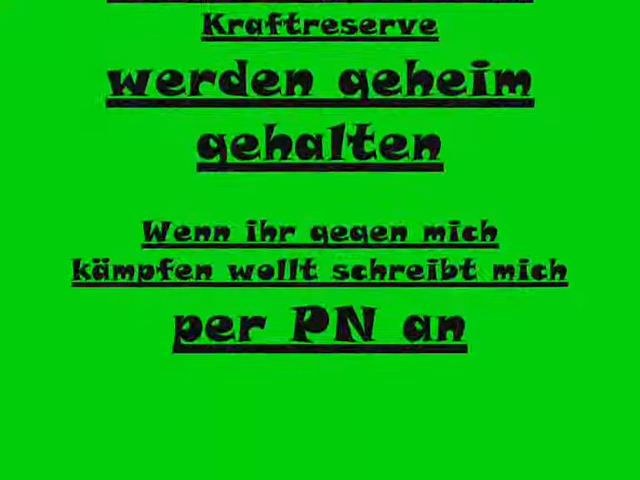 Kraftreserve
werden geheim
gehalten
Wenn ihr gegen mich
kämpfen wollt schreibt mich
per PN an